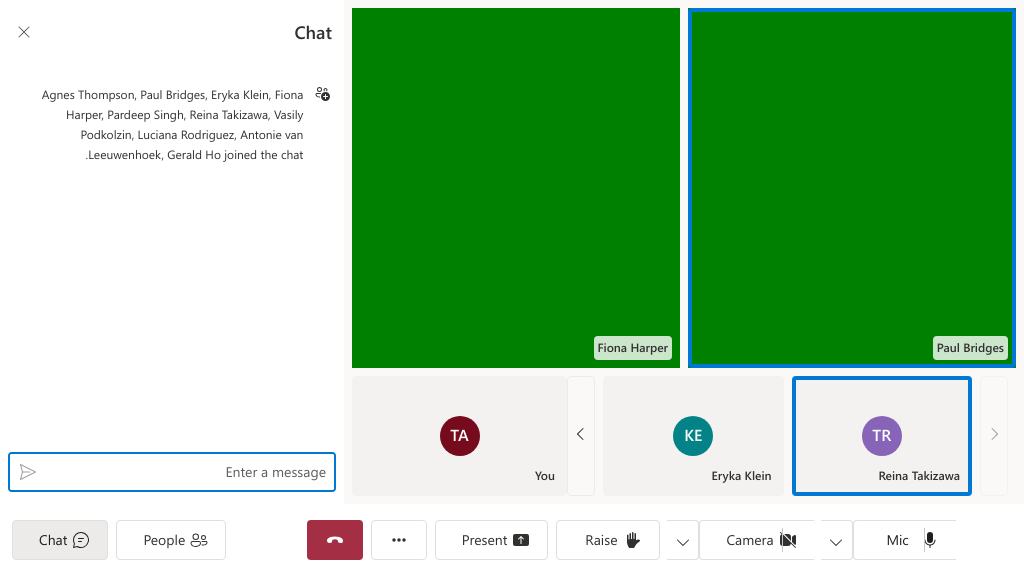 Chat
Agnes Thompson, Paul Bridges, Eryka Klein, Fiona
Harper, Pardeep Singh, Reina Takizawa, Vasily
Podkolzin, Luciana Rodriguez, Antonie van
.Leeuwenhoek, Gerald Ho joined the chat
Enter a message
Fiona Harper
Paul Bridges
TA
You
KE
Eryka Klein
TR
Reina Takizawa
Chat
People
Present
Raise
Camera
Mic